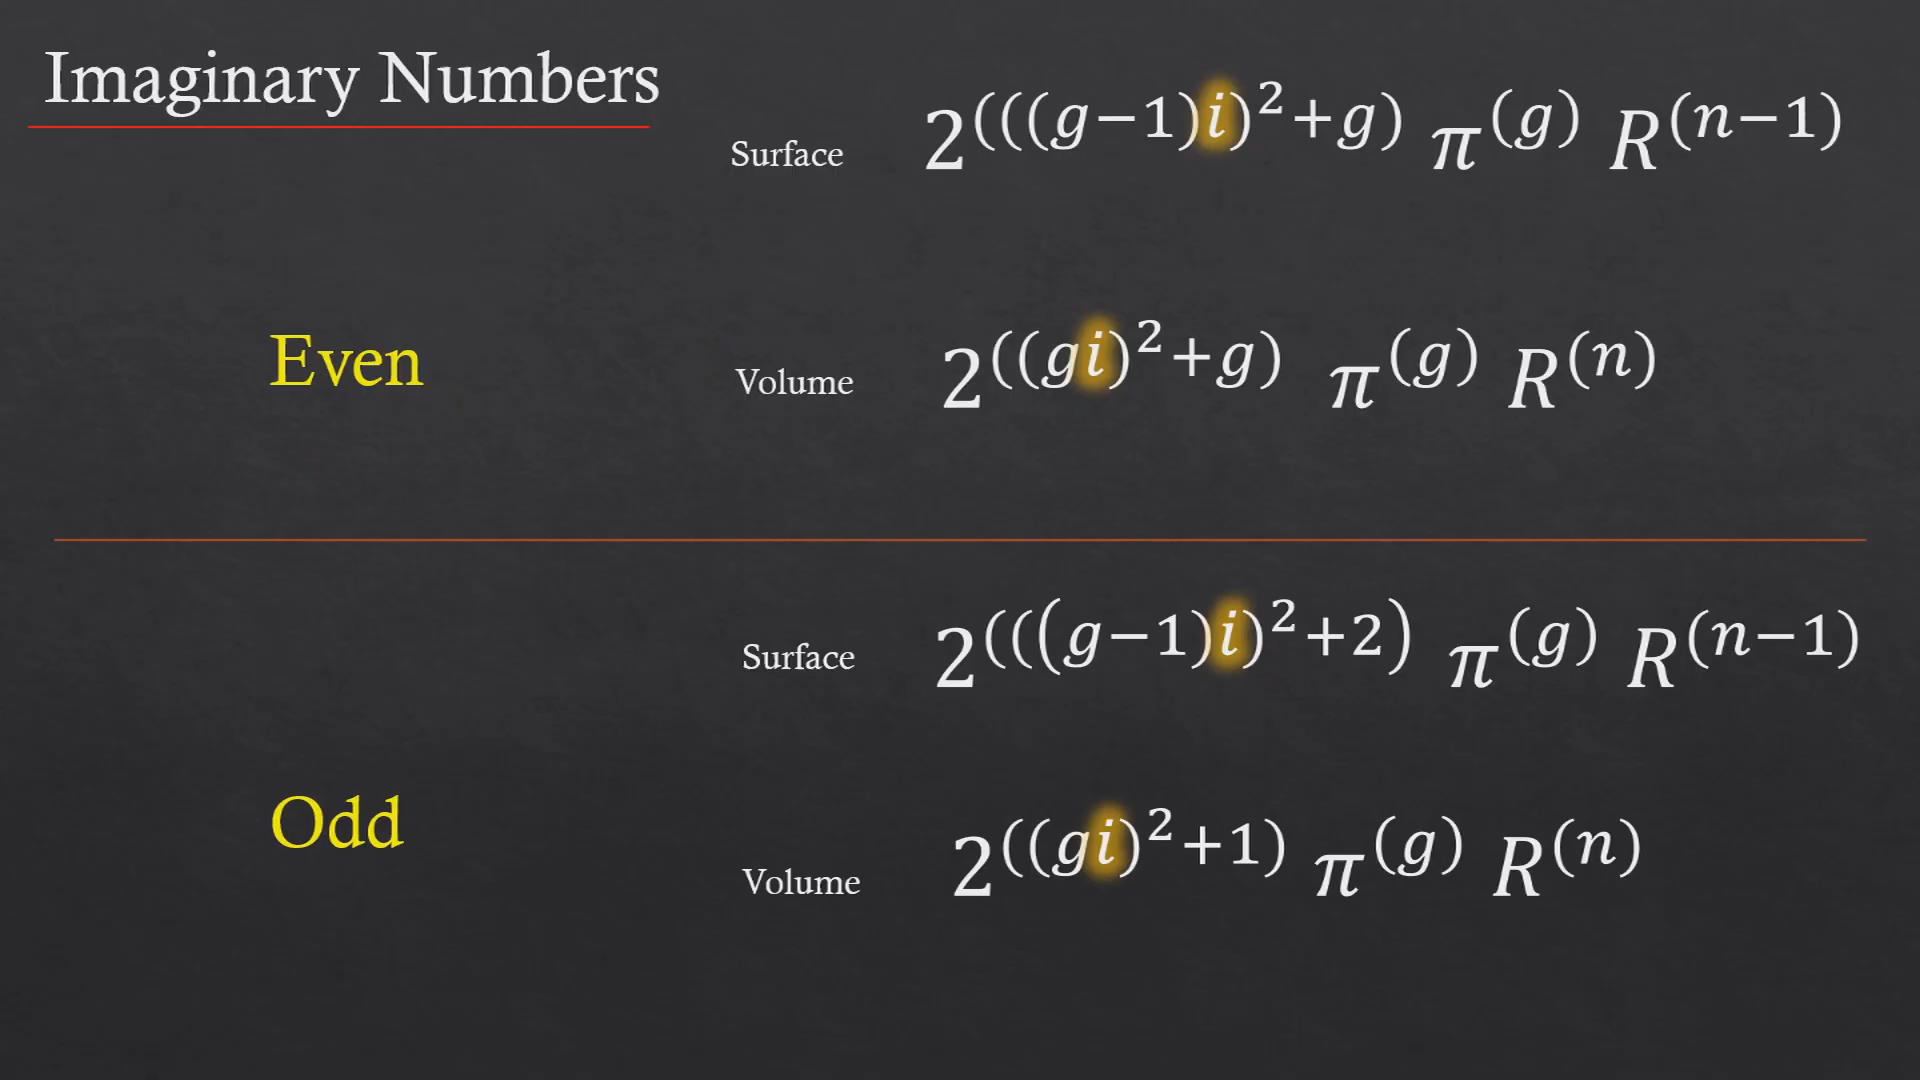 Imaginary Numbers
Surface 2^(((g−1)i)^2+g) π^(g) R^(n−1)
Even
Volume 2^((gi)^2+g) π^(g) R^(n)
Surface 2^(((g−1)i)^2+2) π^(g) R^(n−1)
Odd
Volume 2^((gi)^2+1) π^(g) R^(n)